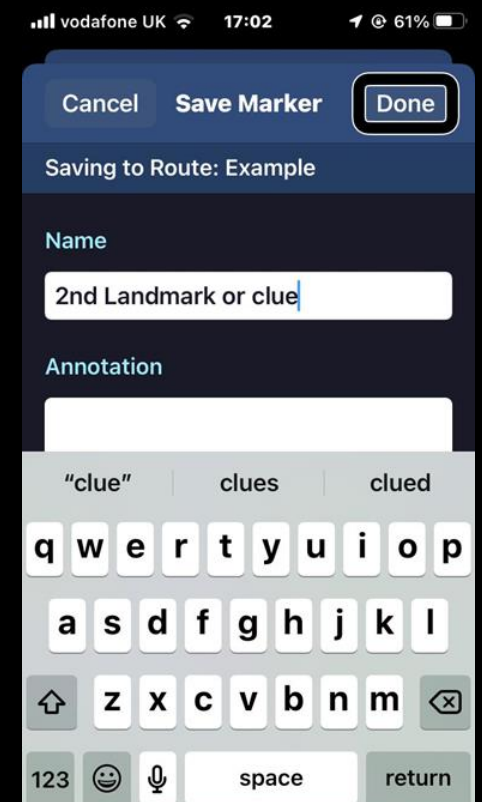 vodafone UK 17:02 61%
Cancel Save Marker Done
Saving to Route: Example
Name
2nd Landmark or clue
Annotation
“clue” clues clued
q w e r t y u i o p
a s d f g h j k l
z x c v b n m
123 space return